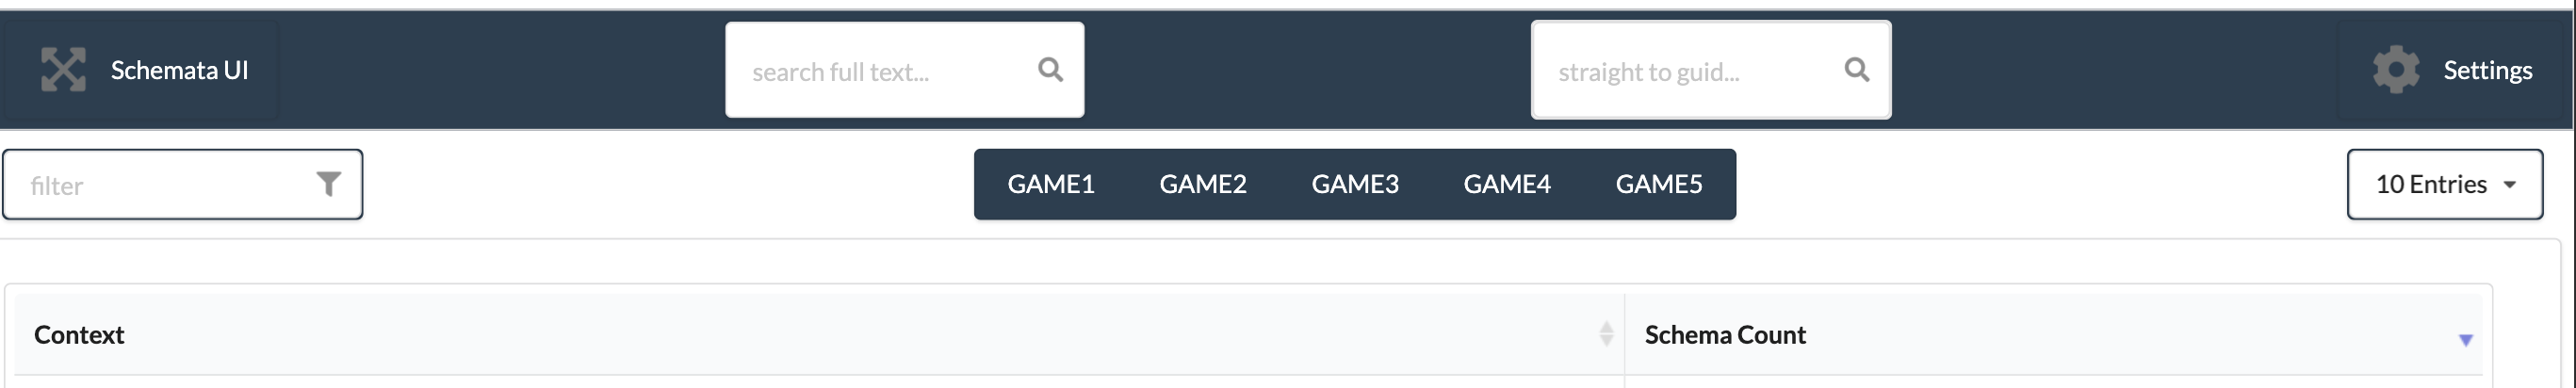 Schemata UI
search full text...
straight to guid...
Settings
filter
GAME1 GAME2 GAME3 GAME4 GAME5
10 Entries
Context
Schema Count